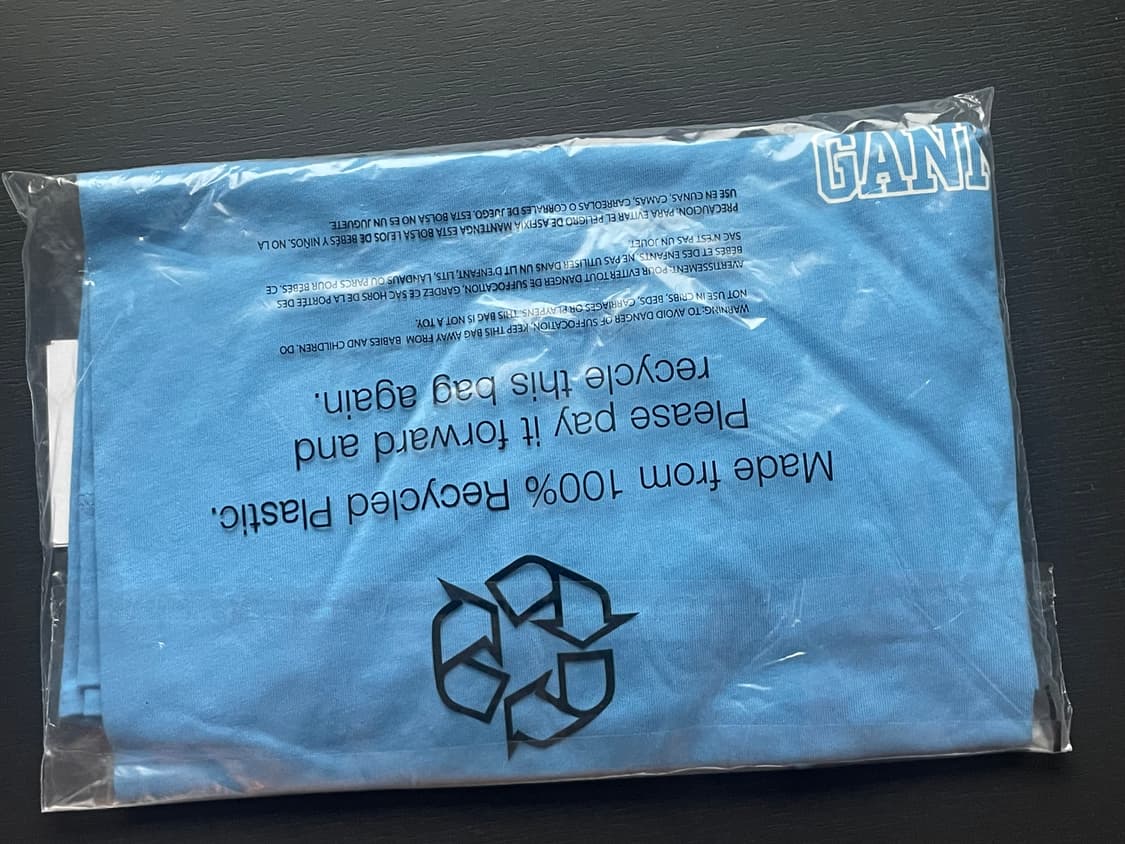 GANN
Made from 100% Recycled Plastic.
Please pay it forward and
recycle this bag again.
WARNING: TO AVOID DANGER OF SUFFOCATION, KEEP THIS BAG AWAY FROM BABIES AND CHILDREN. DO
NOT USE IN CRIBS, BEDS, CARRIAGES OR PLAYPENS. THIS BAG IS NOT A TOY.
AVERTISSEMENT: POUR EVITER TOUT DANGER DE SUFFOCATION, GARDEZ CE SAC HORS DE LA PORTÉE DES
BEBES ET DES ENFANTS. NE PAS UTILISER DANS UN LIT D'ENFANT, LITS, LANDAUS OU PARCS POUR BEBES. CE
SAC N'EST PAS UN JOUET.
PRECAUCION: PARA EVITAR EL PELIGRO DE ASFIXIA MANTENGA ESTA BOLSA LEJOS DE BEBÉS Y NIÑOS. NO LA
USE EN CUNAS, CAMAS, CARREOLAS O CORRALES DE JUEGO. ESTA BOLSA NO ES UN JUGUETE.